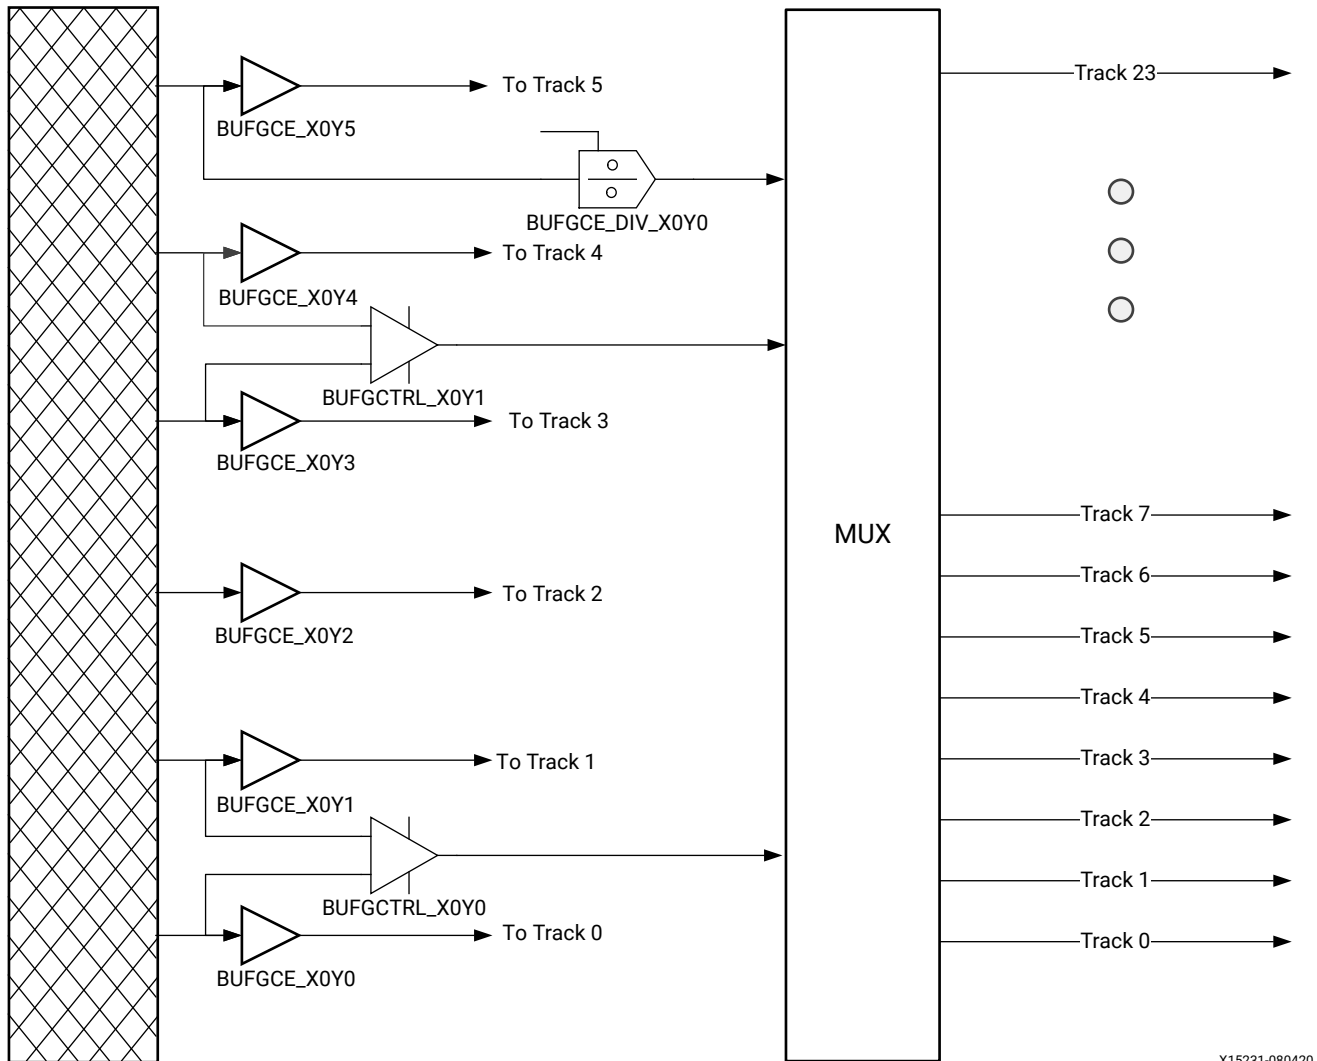 Track 23
To Track 5
BUFGCE_X0Y5
BUFGCE_DIV_X0Y0
To Track 4
BUFGCE_X0Y4
BUFGCTRL_X0Y1
To Track 3
BUFGCE_X0Y3
Track 7
MUX
Track 6
To Track 2
BUFGCE_X0Y2
Track 5
Track 4
To Track 1
Track 3
BUFGCE_X0Y1
Track 2
Track 1
BUFGCTRL_X0Y0
To Track 0
Track 0
BUFGCE_X0Y0
X15231-080420